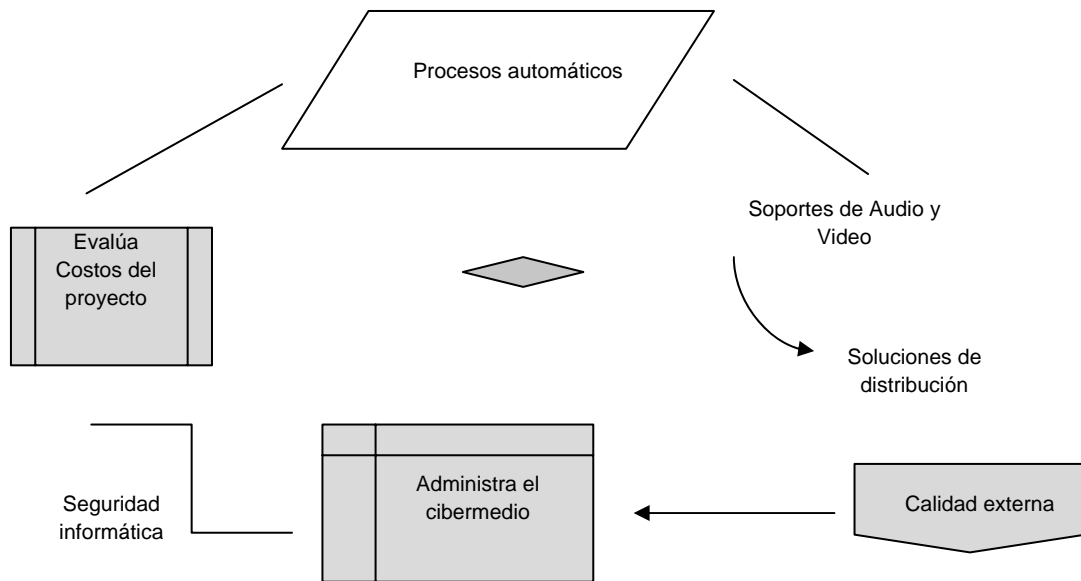 Procesos automáticos
Soportes de Audio y
Video
Evalúa
Costos del
proyecto
Soluciones de
distribución
Administra el
cibermedio
Calidad externa
Seguridad
informática